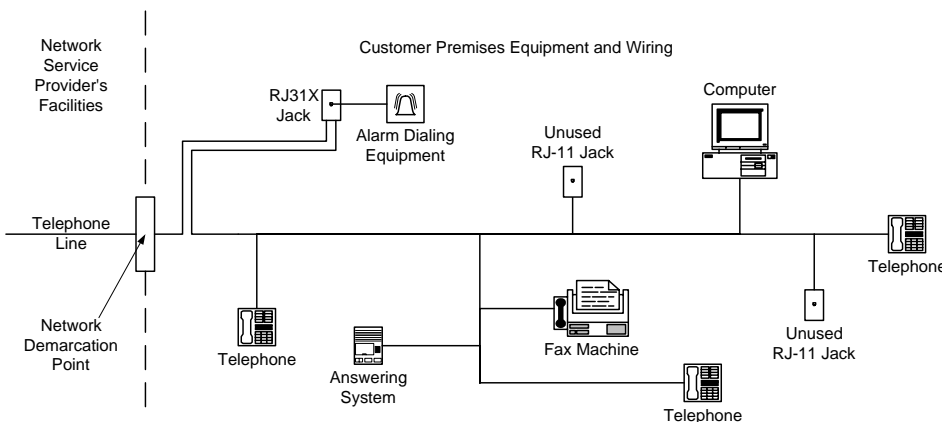 Network
Service
Provider's
Facilities
Customer Premises Equipment and Wiring
RJ31X
Jack
Alarm Dialing
Equipment
Unused
RJ-11 Jack
Computer
Telephone
Line
Telephone
Network
Demarcation
Point
Telephone
Answering
System
Fax Machine
Unused
RJ-11 Jack
Telephone